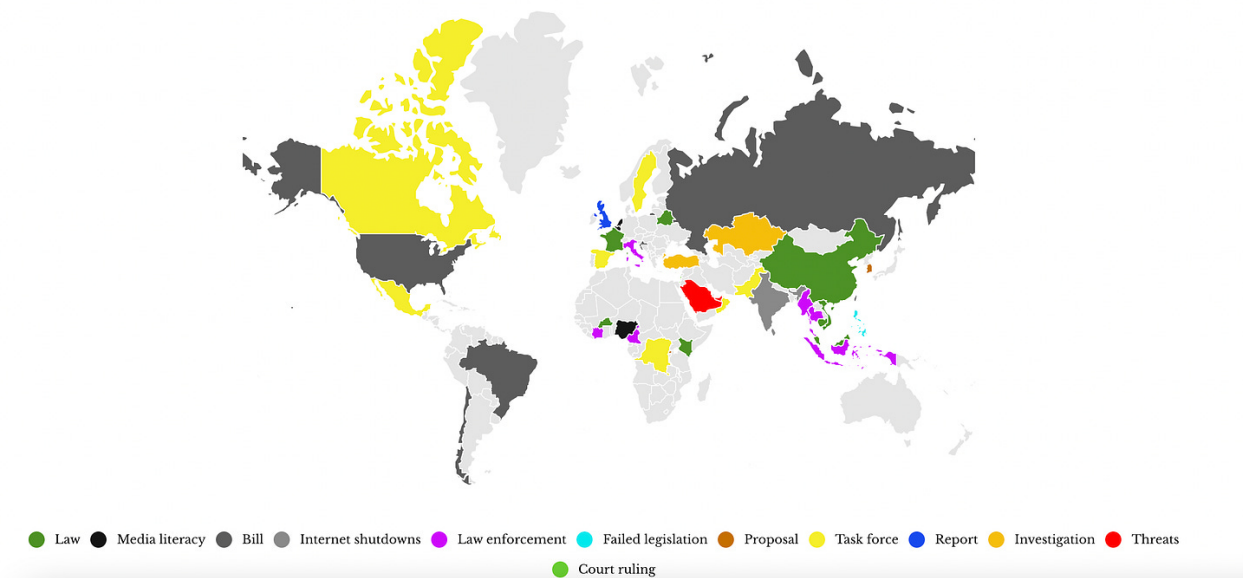 Law Media literacy Bill Internet shutdowns Law enforcement Failed legislation Proposal Task force Report Investigation Threats
Court ruling